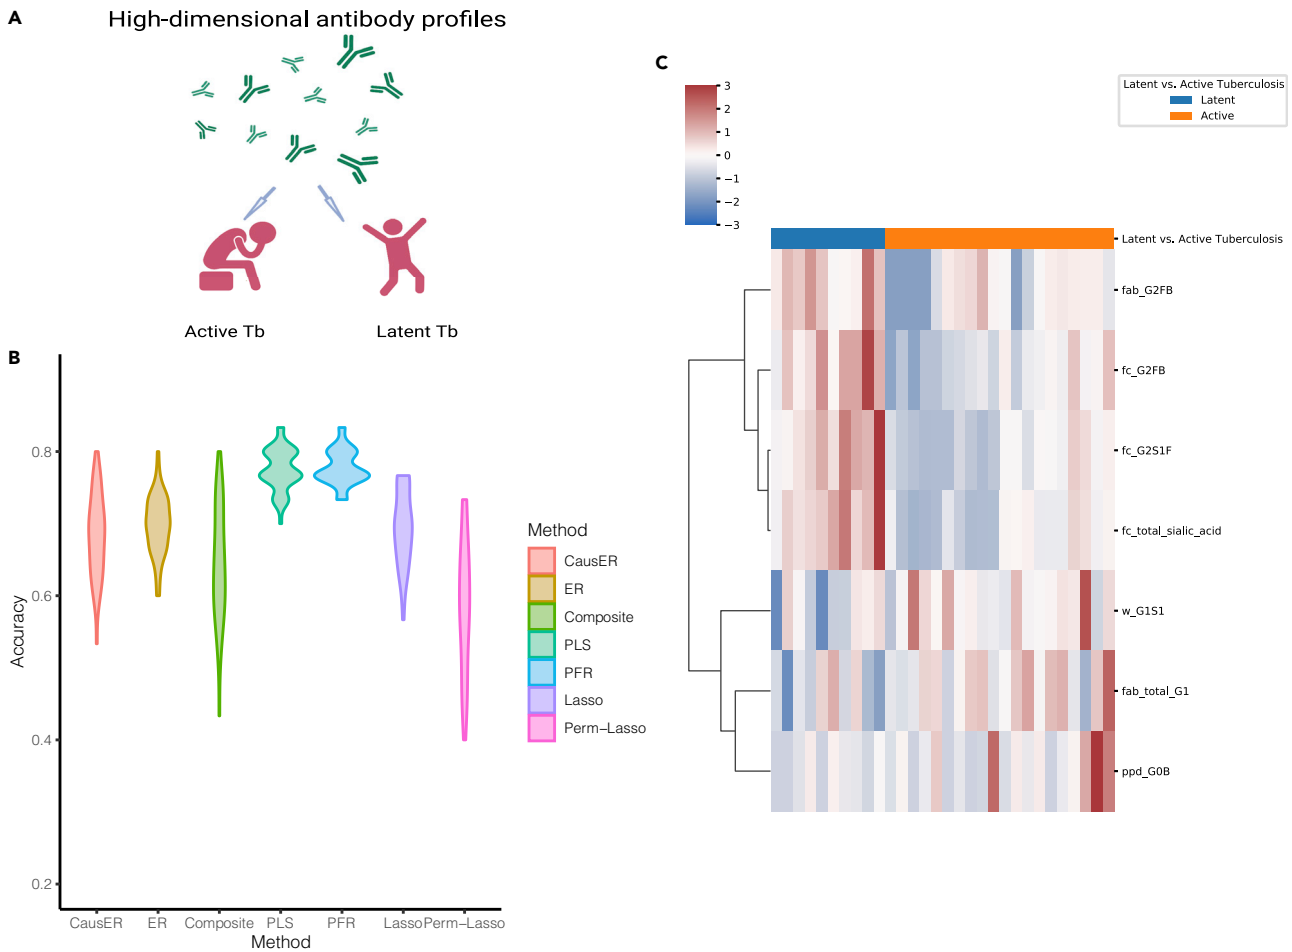 A
High-dimensional antibody profiles
Active Tb
Latent Tb
B
Accuracy
0.8
0.6
0.4
0.2
CausER
ER
Composite
PLS
PFR
Lasso
Perm-Lasso
Method
Method
CausER
ER
Composite
PLS
PFR
Lasso
Perm-Lasso
C
3
2
1
0
−1
−2
−3
Latent vs. Active Tuberculosis
Latent
Active
Latent vs. Active Tuberculosis
fab_G2FB
fc_G2FB
fc_G2S1F
fc_total_sialic_acid
w_G1S1
fab_total_G1
ppd_G0B